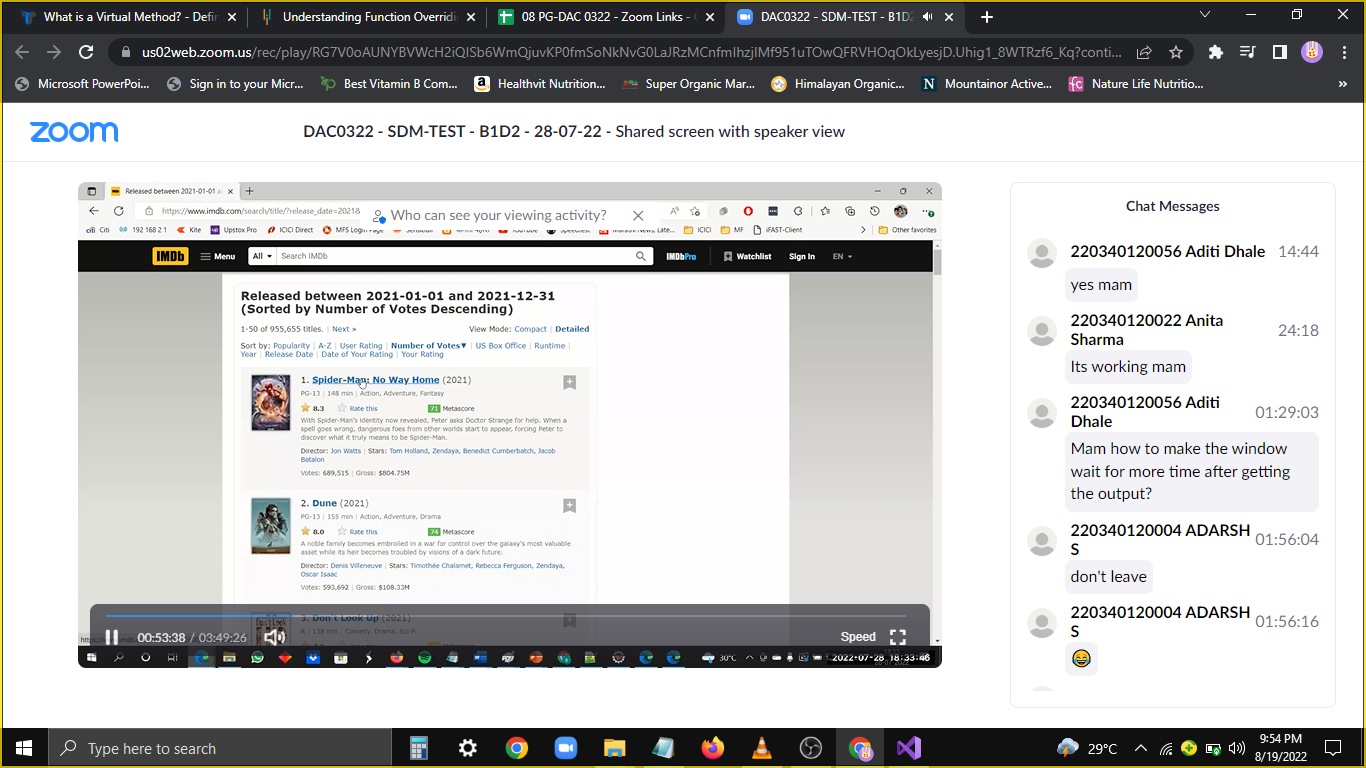 What is a Virtual Method? - Defin
Understanding Function Overridi
08 PG-DAC 0322 - Zoom Links - G
DAC0322 - SDM-TEST - B1D2
us02web.zoom.us/rec/play/RG7V0oAUNYBVWcH2iQISb6WmQjuvKP0fmSoNkNvG0LaJRzMCnfmIhzjIMf951uTOwQFRVHOqOkLyesjD.Uhig1_8WTRzf6_Kq?conti...
Microsoft PowerPoi...
Sign in to your Micr...
Best Vitamin B Com...
Healthvit Nutrition...
Super Organic Mar...
Himalayan Organic...
Mountainor Active...
Nature Life Nutritio...
»
zoom
DAC0322 - SDM-TEST - B1D2 - 28-07-22 - Shared screen with speaker view
Released between 2021-01-01 a
https://www.imdb.com/search/title/?release_date=2021&
Who can see your viewing activity?
Citi
192 168 2 1
Kite
Upstox Pro
ICICI Direct
MFS Login Page
ICICI
MF
iFAST-Client
Other favorites
IMDb
Menu
All
Search IMDb
IMDbPro
Watchlist
Sign In
EN
Released between 2021-01-01 and 2021-12-31
(Sorted by Number of Votes Descending)
1-50 of 955,655 titles. | Next »
View Mode: Compact | Detailed
Sort by: Popularity | A-Z | User Rating | Number of Votes▼ | US Box Office | Runtime |
Year | Release Date | Date of Your Rating | Your Rating
1. Spider-Man: No Way Home (2021)
PG-13 | 148 min | Action, Adventure, Fantasy
8.3 Rate this 71 Metascore
With Spider-Man's identity now revealed, Peter asks Doctor Strange for help. When a
spell goes wrong, dangerous foes from other worlds start to appear, forcing Peter to
discover what it truly means to be Spider-Man.
Director: Jon Watts | Stars: Tom Holland, Zendaya, Benedict Cumberbatch, Jacob
Batalon
Votes: 689,515 | Gross: $804.75M
2. Dune (2021)
PG-13 | 155 min | Action, Adventure, Drama
8.0 Rate this 74 Metascore
A noble family becomes embroiled in a war for control over the galaxy's most valuable
asset while its heir becomes troubled by visions of a dark future.
Director: Denis Villeneuve | Stars: Timothée Chalamet, Rebecca Ferguson, Zendaya,
Oscar Isaac
Votes: 593,692 | Gross: $108.33M
3. Don't Look Up (2021)
R | 138 min | Comedy, Drama, Sci-Fi
00:53:38 / 03:49:26
Speed
30°C
2022-07-28 18:33:46
Chat Messages
220340120056 Aditi Dhale 14:44
yes mam
220340120022 Anita
Sharma
24:18
Its working mam
220340120056 Aditi
Dhale
01:29:03
Mam how to make the window
wait for more time after getting
the output?
220340120004 ADARSH
S
01:56:04
don't leave
220340120004 ADARSH
S
01:56:16
Type here to search
29°C
9:54 PM
8/19/2022